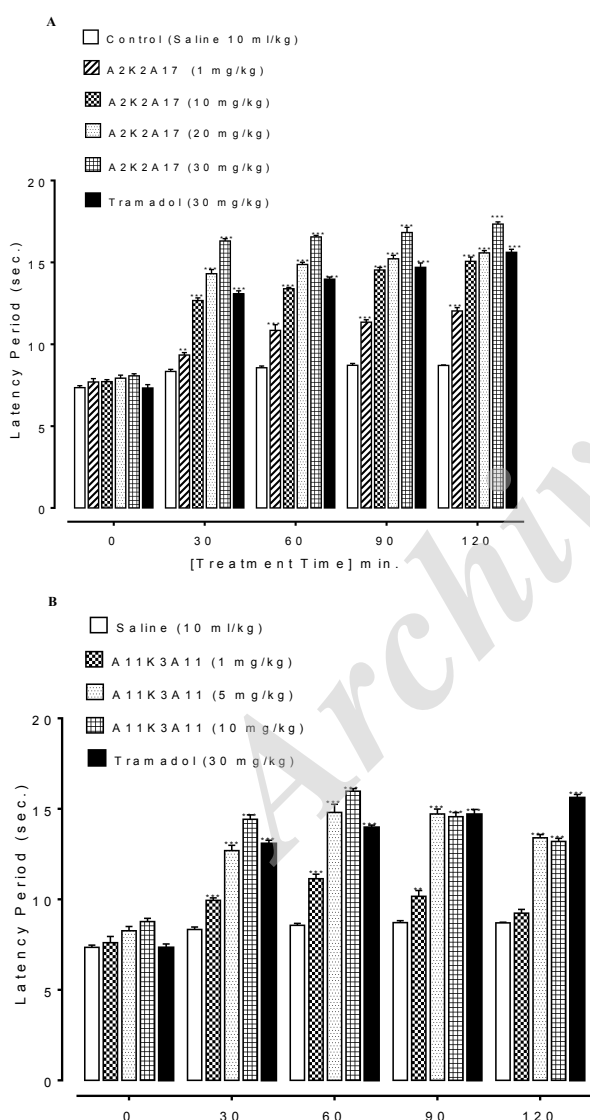 A
Control (Saline 10 ml/kg)
A2K2A17 (1 mg/kg)
A2K2A17 (10 mg/kg)
A2K2A17 (20 mg/kg)
A2K2A17 (30 mg/kg)
Tramadol (30 mg/kg)
20
15
10
5
0
Latency Period (sec.)
0 30 60 90 120
[Treatment Time] min.
B
Saline (10 ml/kg)
A11K3A11 (1 mg/kg)
A11K3A11 (5 mg/kg)
A11K3A11 (10 mg/kg)
Tramadol (30 mg/kg)
20
15
10
5
0
Latency Period (sec.)
0 30 60 90 120
Archiv